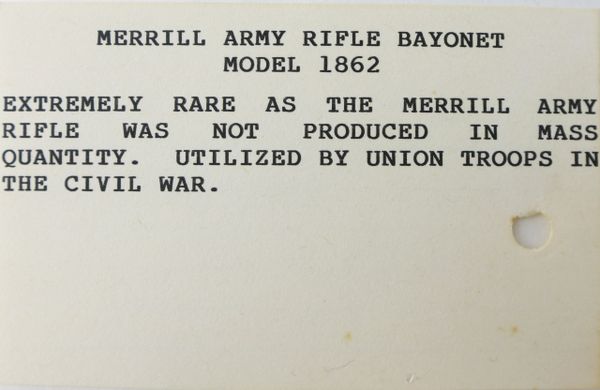 MERRILL ARMY RIFLE BAYONET
MODEL 1862
EXTREMELY RARE AS THE MERRILL ARMY
RIFLE WAS NOT PRODUCED IN MASS
QUANTITY. UTILIZED BY UNION TROOPS IN
THE CIVIL WAR.